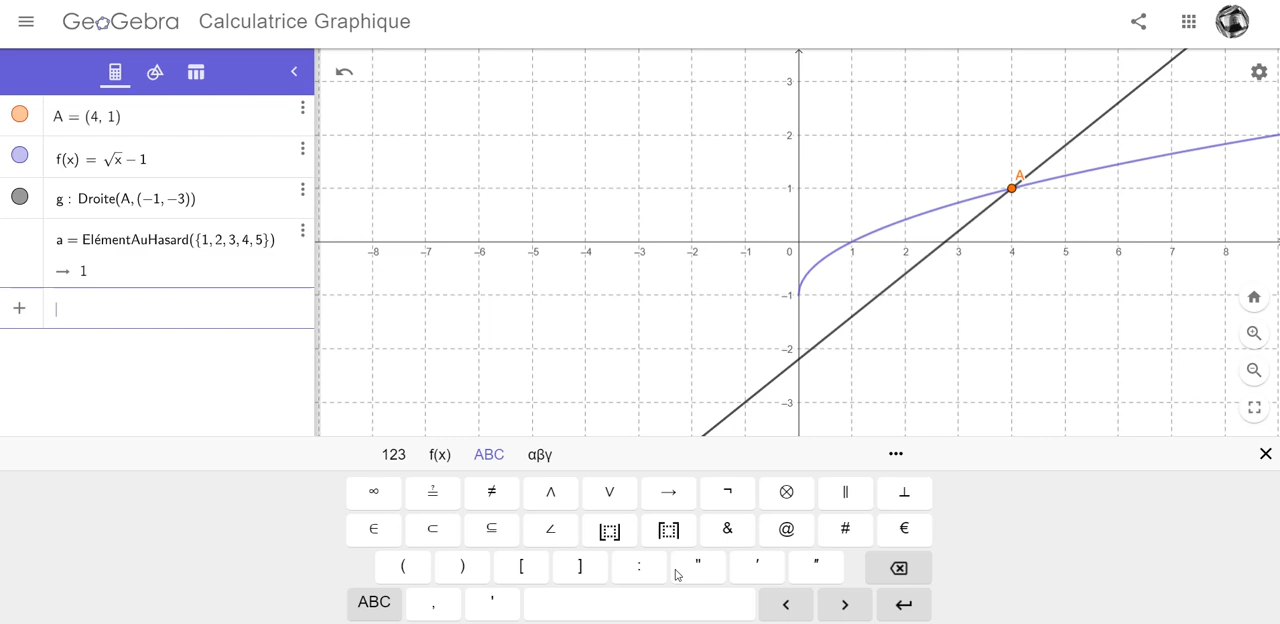 GeoGebra Calculatrice Graphique
A = (4, 1)
f(x) = √x − 1
g : Droite(A, (−1, −3))
a = ElémentAuHasard({1, 2, 3, 4, 5})
→ 1
+
3
2
1
0
−1
−2
−3
−8 −7 −6 −5 −4 −3 −2 −1 1 2 3 4 5 6 7 8
A
123 f(x) ABC αβγ •••
∞ ≟ ≠ ∧ ∨ → ¬ ⊗ ∥ ⊥
∈ ⊂ ⊆ ∠ ⌊⌋ ⌈⌉ & @ # €
( ) [ ] : " ′ ″
ABC , '